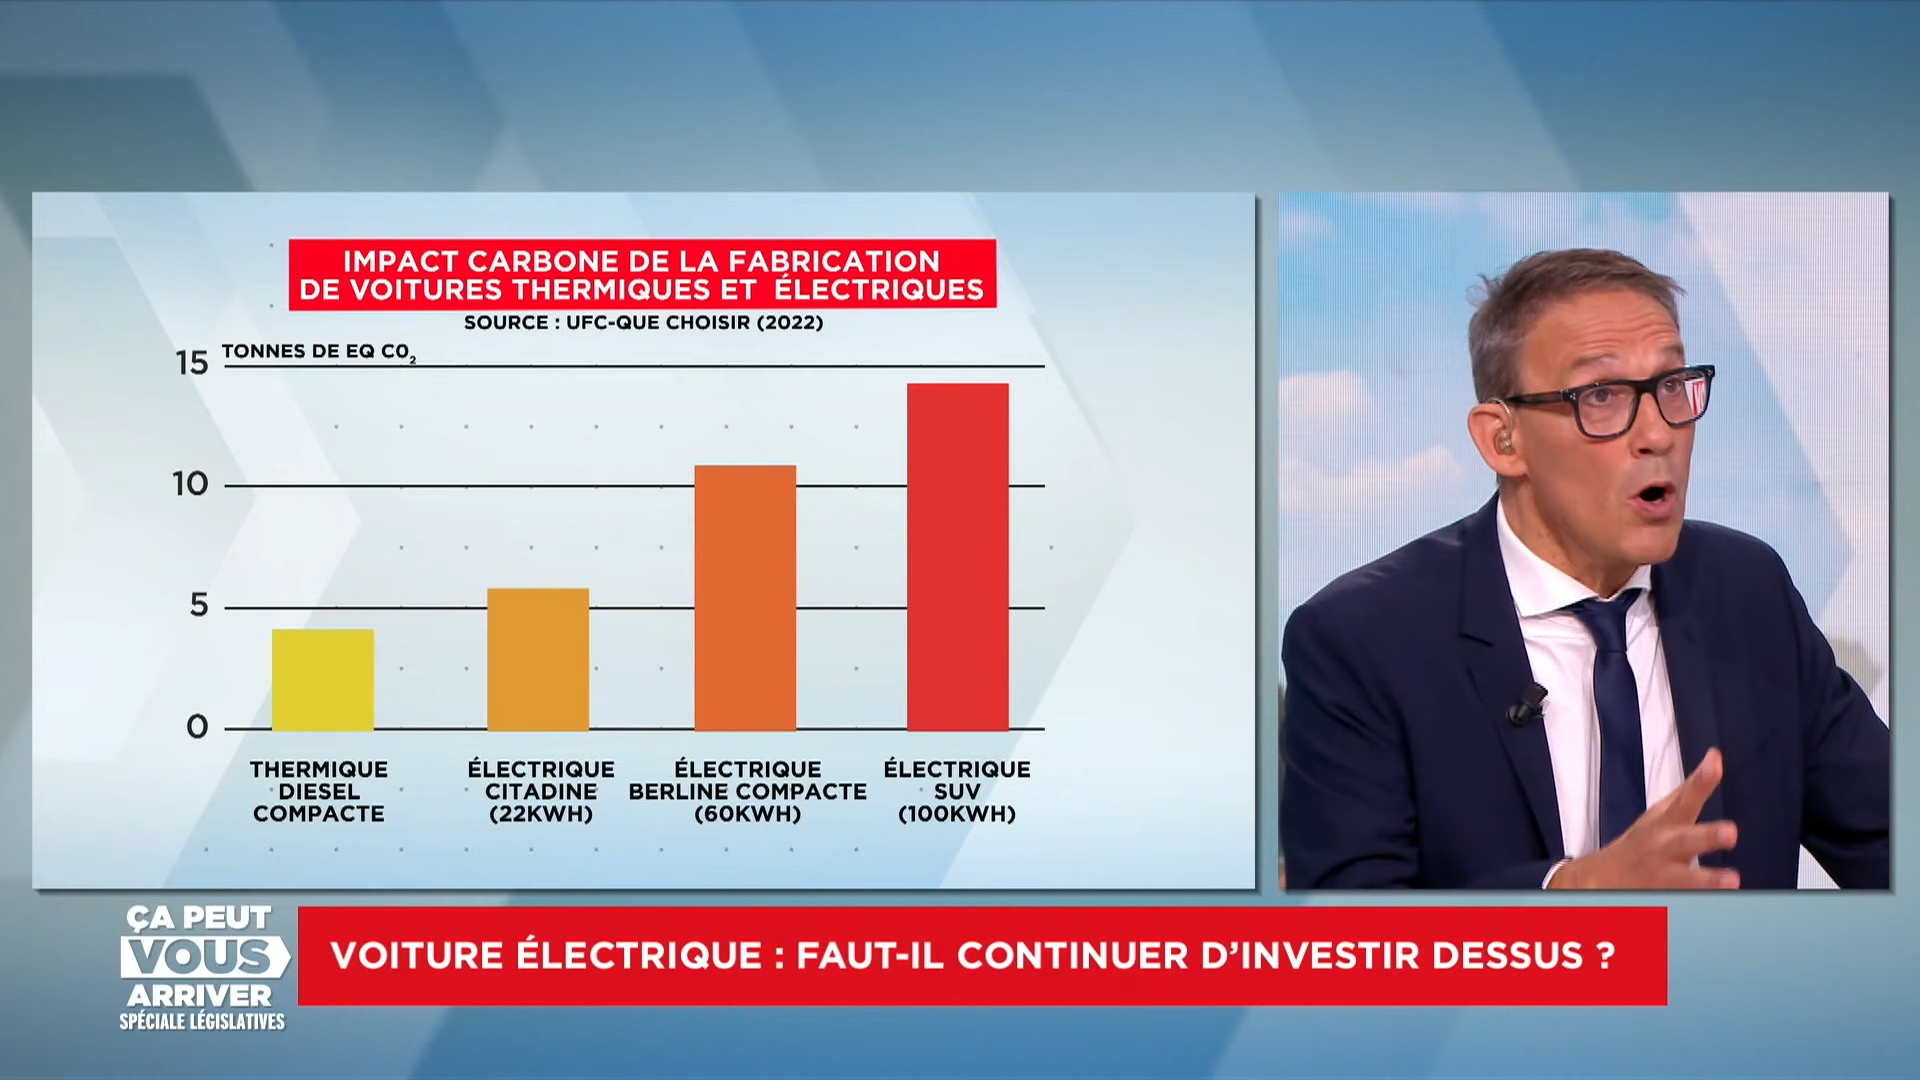 IMPACT CARBONE DE LA FABRICATION
DE VOITURES THERMIQUES ET ÉLECTRIQUES
SOURCE : UFC-QUE CHOISIR (2022)
TONNES DE EQ CO₂
15
10
5
0
THERMIQUE
DIESEL
COMPACTE
ÉLECTRIQUE
CITADINE
(22KWH)
ÉLECTRIQUE
BERLINE COMPACTE
(60KWH)
ÉLECTRIQUE
SUV
(100KWH)
ÇA PEUT
VOUS
ARRIVER
SPÉCIALE LÉGISLATIVES
VOITURE ÉLECTRIQUE : FAUT-IL CONTINUER D’INVESTIR DESSUS ?